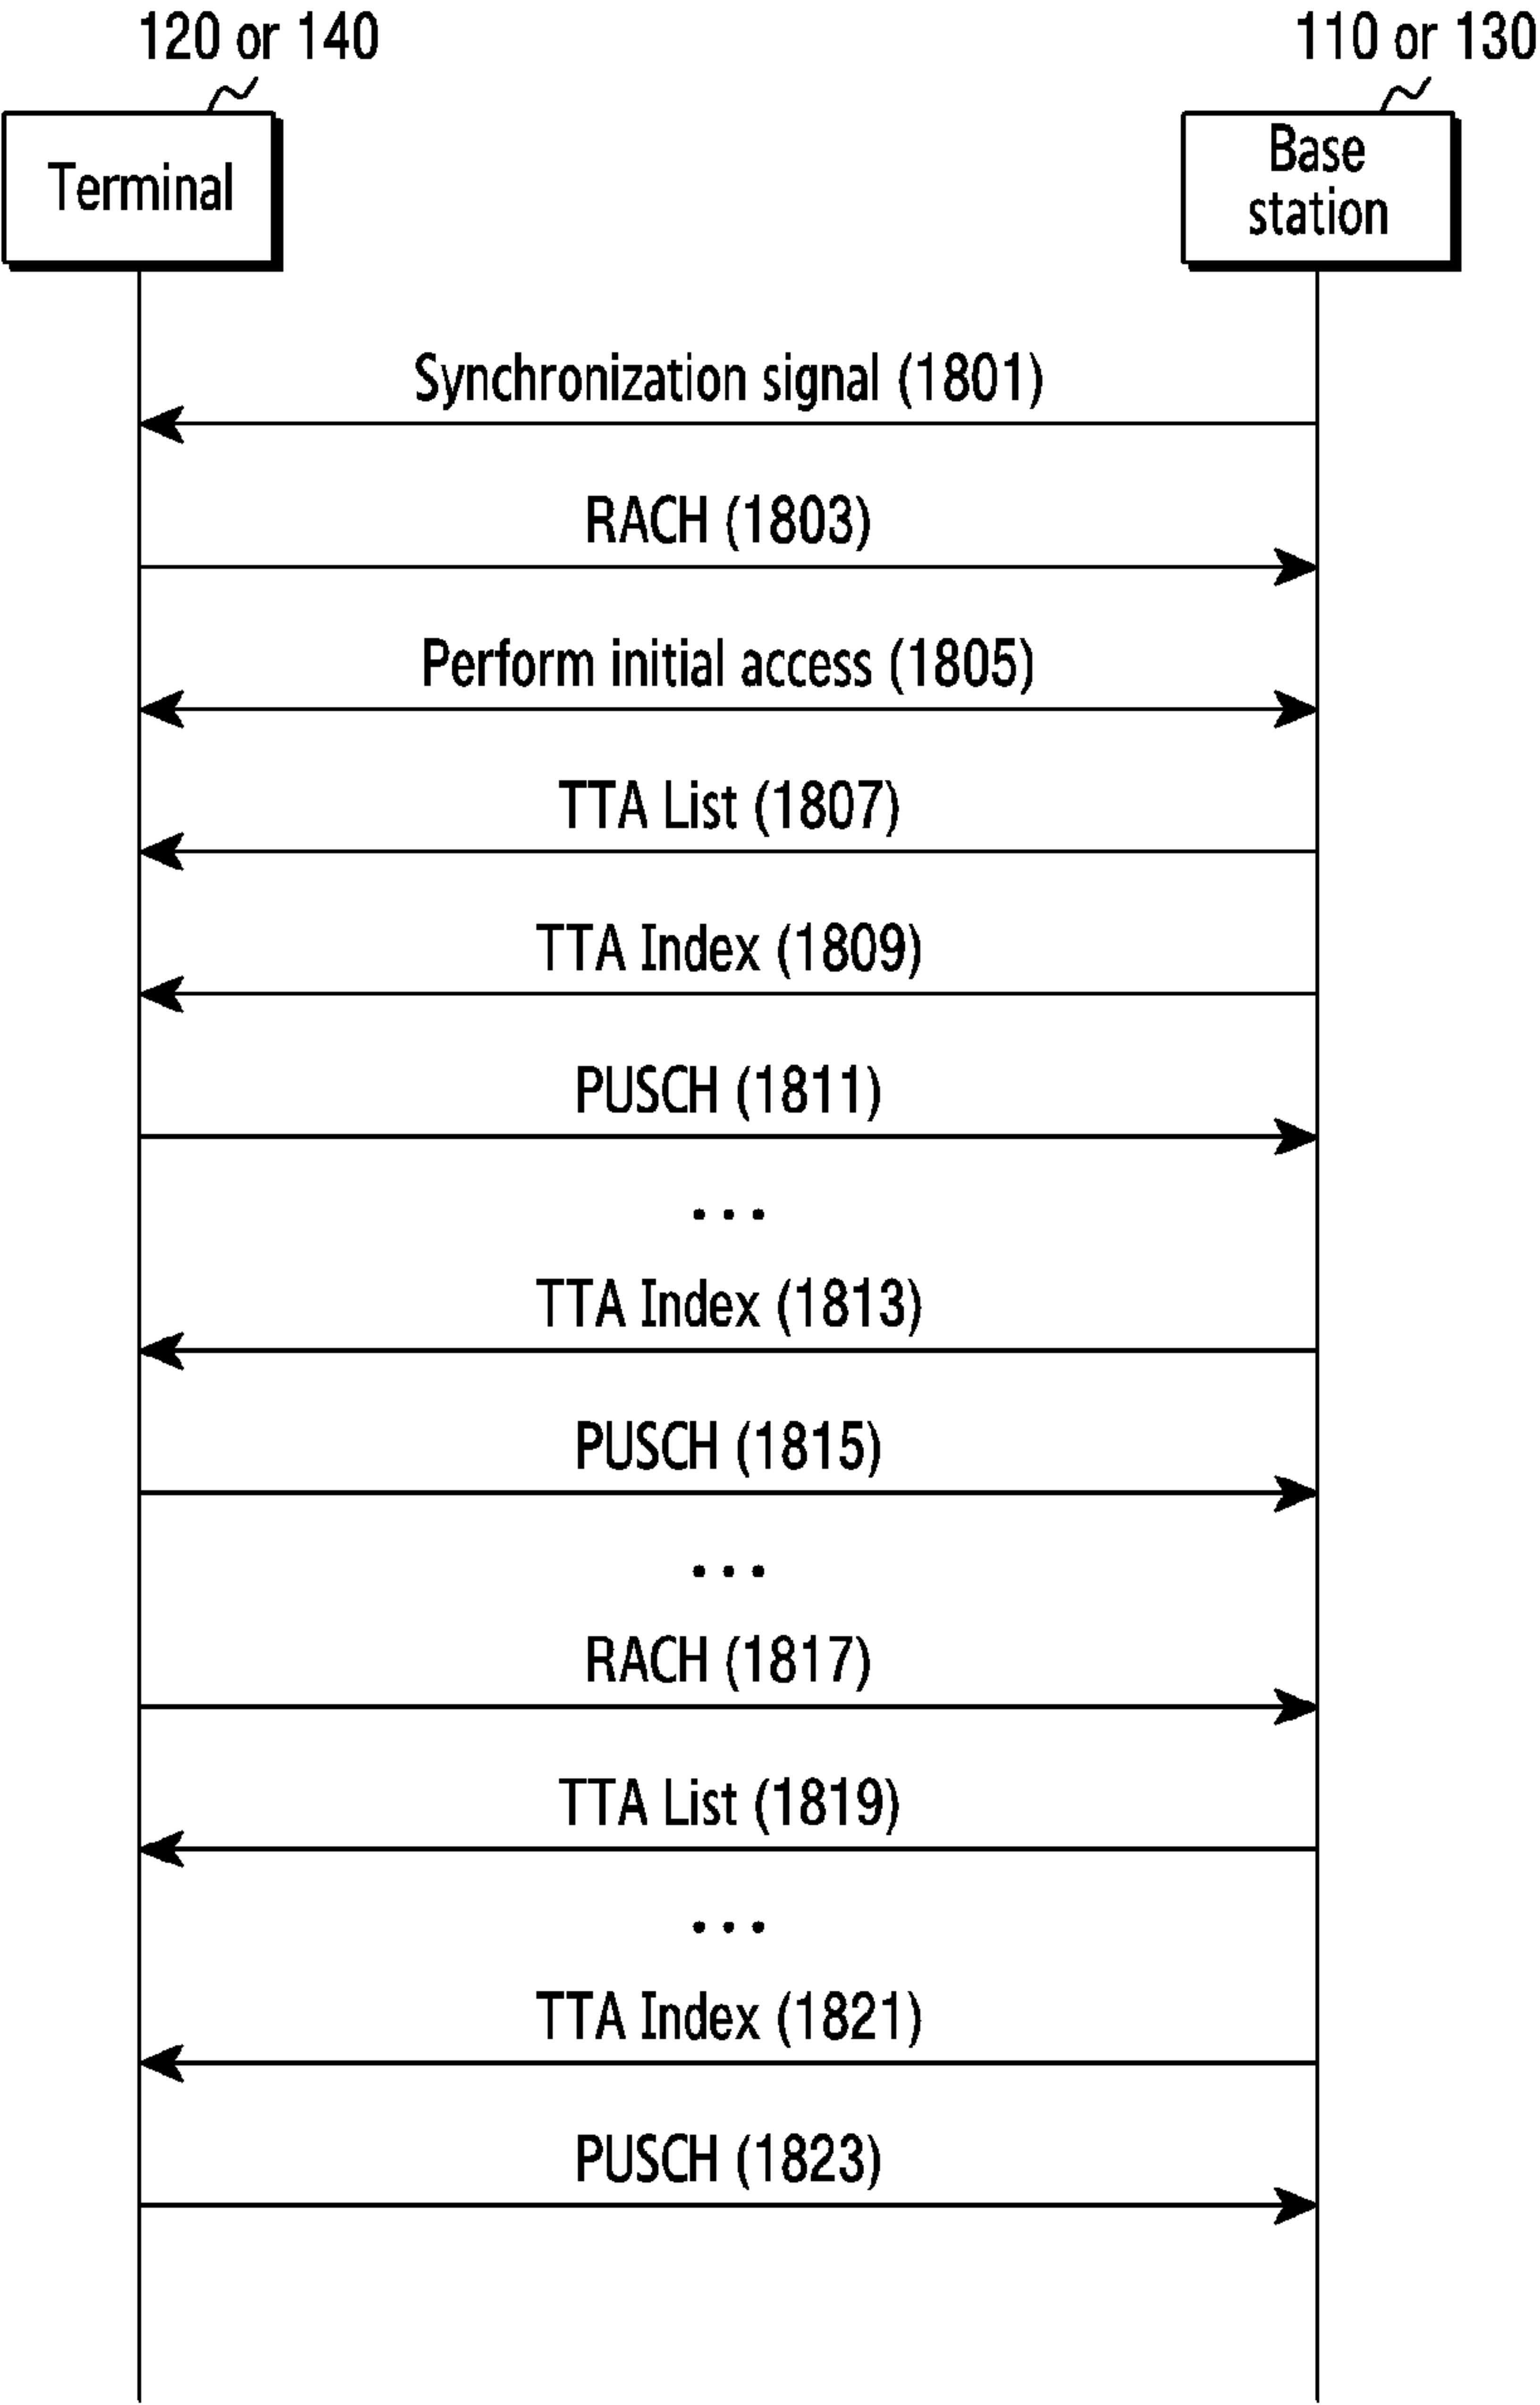 120 or 140
110 or 130
Terminal
Base
station
Synchronization signal (1801)
RACH (1803)
Perform initial access (1805)
TTA List (1807)
TTA Index (1809)
PUSCH (1811)
...
TTA Index (1813)
PUSCH (1815)
...
RACH (1817)
TTA List (1819)
...
TTA Index (1821)
PUSCH (1823)